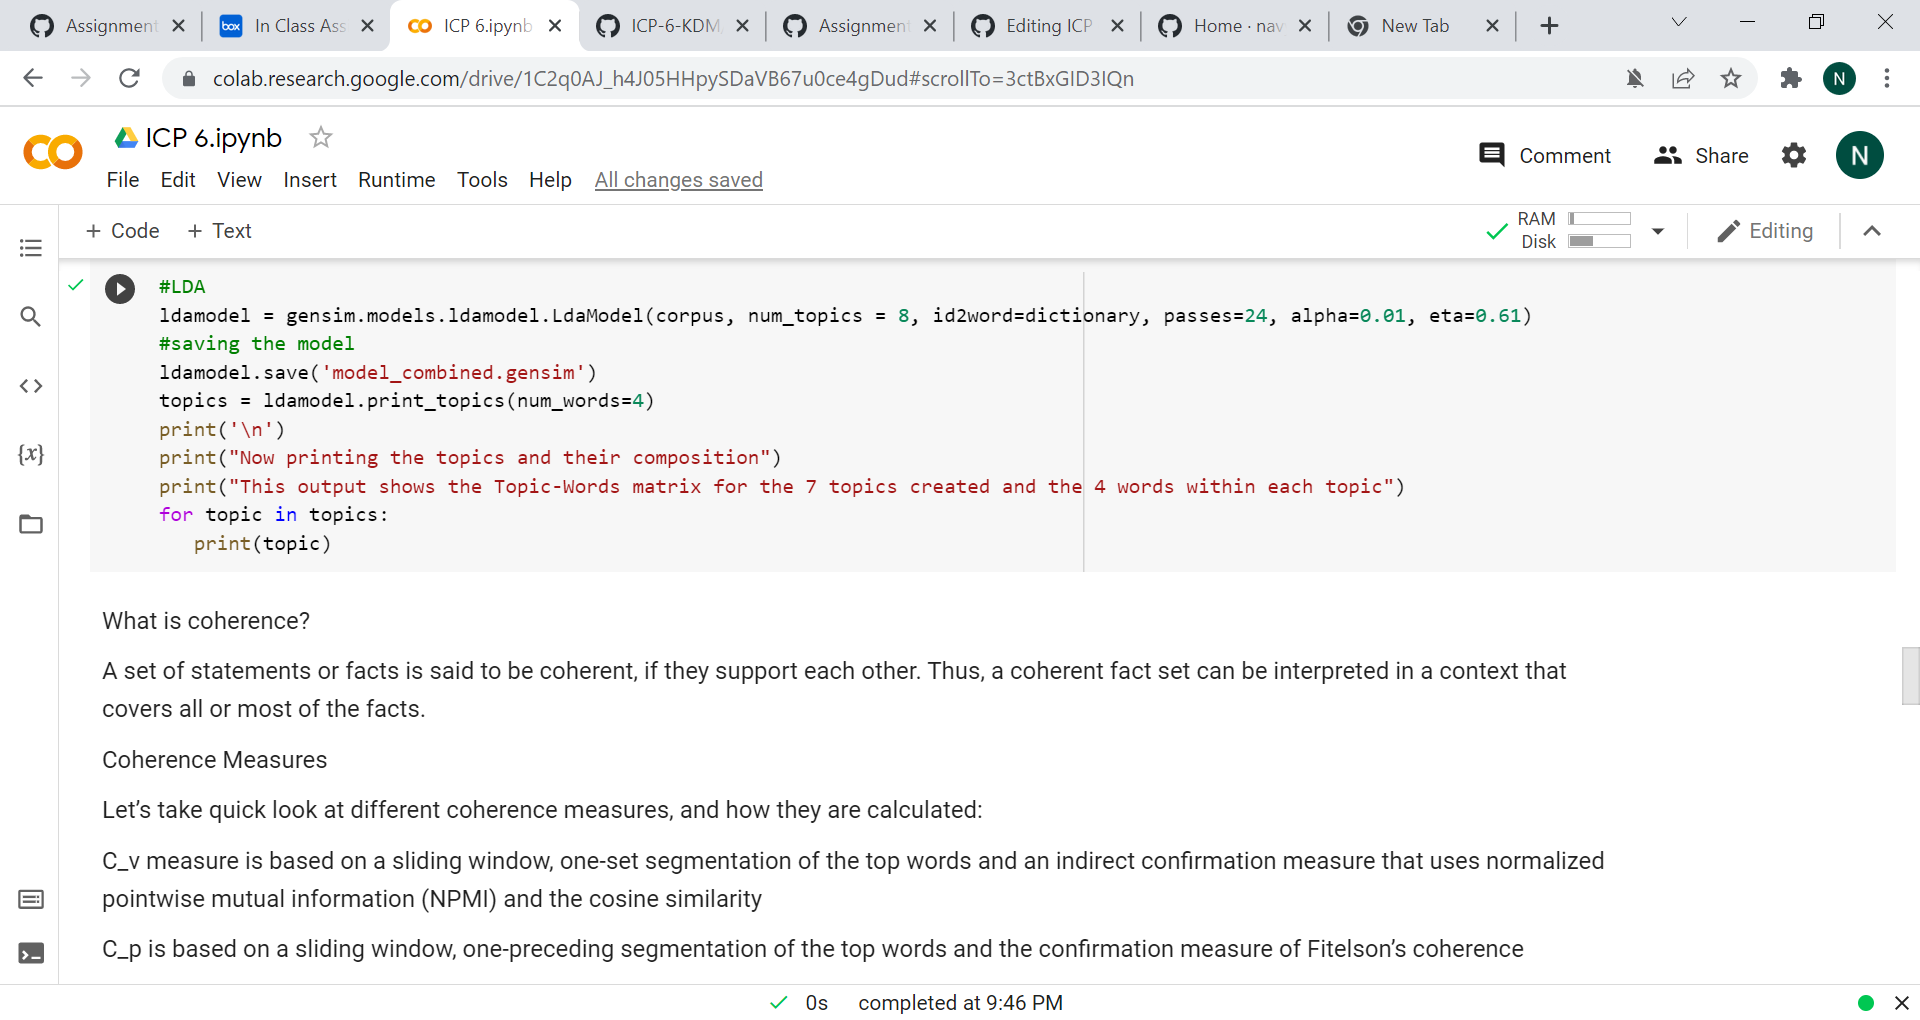 Assignment
In Class Ass
ICP 6.ipynb
ICP-6-KDM
Assignment
Editing ICP
Home · nav
New Tab
colab.research.google.com/drive/1C2q0AJ_h4J05HHpySDaVB67u0ce4gDud#scrollTo=3ctBxGID3IQn
N
ICP 6.ipynb
File Edit View Insert Runtime Tools Help All changes saved
Comment Share N
+ Code + Text
RAM
Disk
Editing
#LDA
ldamodel = gensim.models.ldamodel.LdaModel(corpus, num_topics = 8, id2word=dictionary, passes=24, alpha=0.01, eta=0.61)
#saving the model
ldamodel.save('model_combined.gensim')
topics = ldamodel.print_topics(num_words=4)
print('\n')
print("Now printing the topics and their composition")
print("This output shows the Topic-Words matrix for the 7 topics created and the 4 words within each topic")
for topic in topics:
   print(topic)
What is coherence?
A set of statements or facts is said to be coherent, if they support each other. Thus, a coherent fact set can be interpreted in a context that
covers all or most of the facts.
Coherence Measures
Let’s take quick look at different coherence measures, and how they are calculated:
C_v measure is based on a sliding window, one-set segmentation of the top words and an indirect confirmation measure that uses normalized
pointwise mutual information (NPMI) and the cosine similarity
C_p is based on a sliding window, one-preceding segmentation of the top words and the confirmation measure of Fitelson’s coherence
0s completed at 9:46 PM